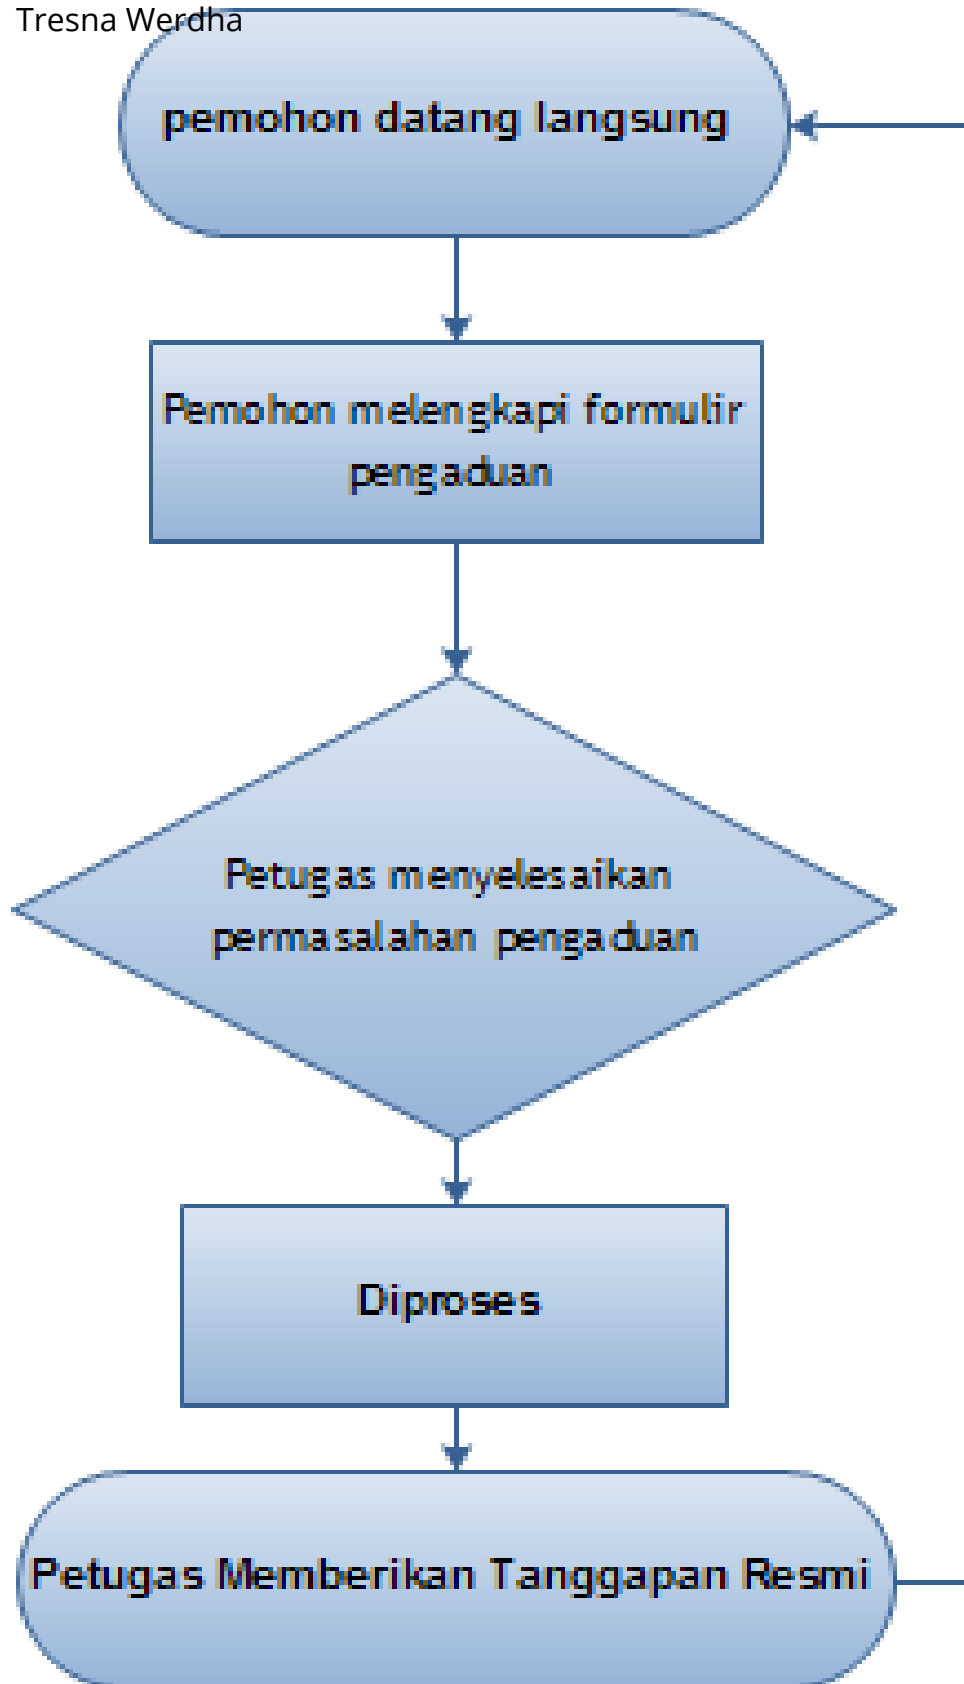 Tresna Werdha
pemohon datang langsung
Pemohon melengkapi formulir
pengaduan
Petugas menyelesaikan
permasalahan pengaduan
Diproses
Petugas Memberikan Tanggapan Resmi